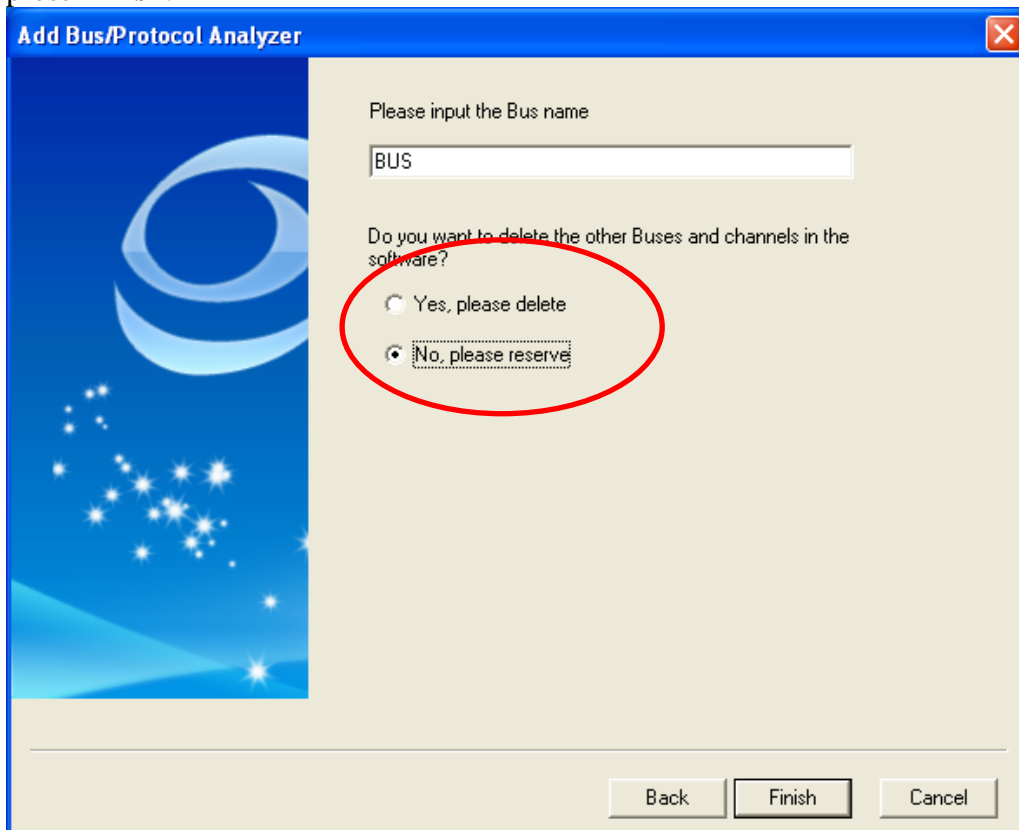 Add Bus/Protocol Analyzer
Please input the Bus name
BUS
Do you want to delete the other Buses and channels in the
software?
Yes, please delete
No, please reserve
Back
Finish
Cancel